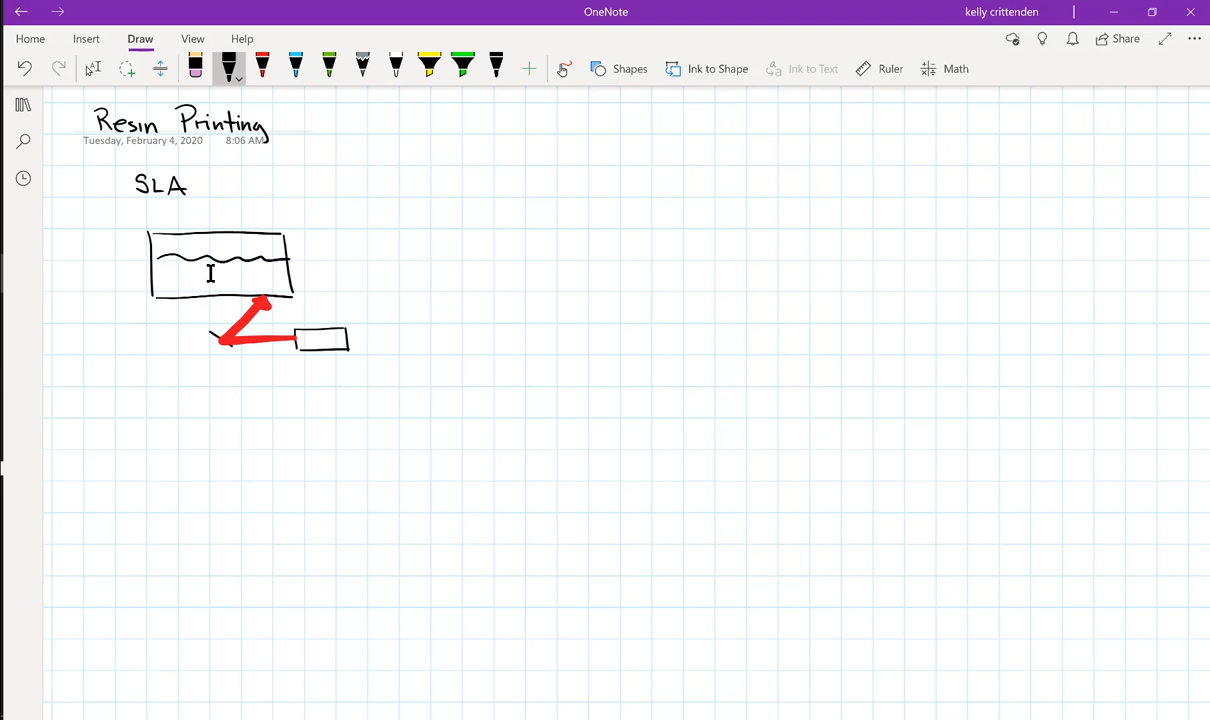 OneNote
kelly crittenden
Home Insert Draw View Help
Share
Shapes Ink to Shape Ink to Text Ruler Math
Resin Printing
Tuesday, February 4, 2020 8:06 AM
SLA